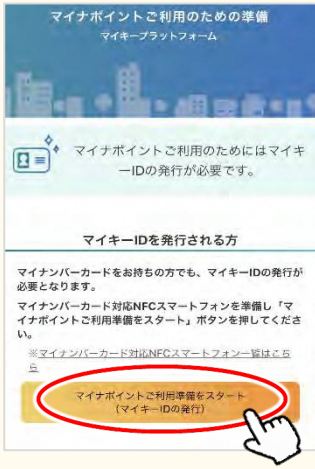 マイナポイントご利用のための準備
マイキープラットフォーム
マイナポイントご利用のためにはマイキ
ーIDの発行が必要です。
マイキーIDを発行される方
マイナンバーカードをお持ちの方でも、マイキーIDの発行が
必要となります。
マイナンバーカード対応NFCスマートフォンを準備し「マ
イナポイントご利用準備をスタート」ボタンを押してくださ
い。
※マイナンバーカード対応NFCスマートフォン一覧はこち
ら
マイナポイントご利用準備をスタート
（マイキーIDの発行）